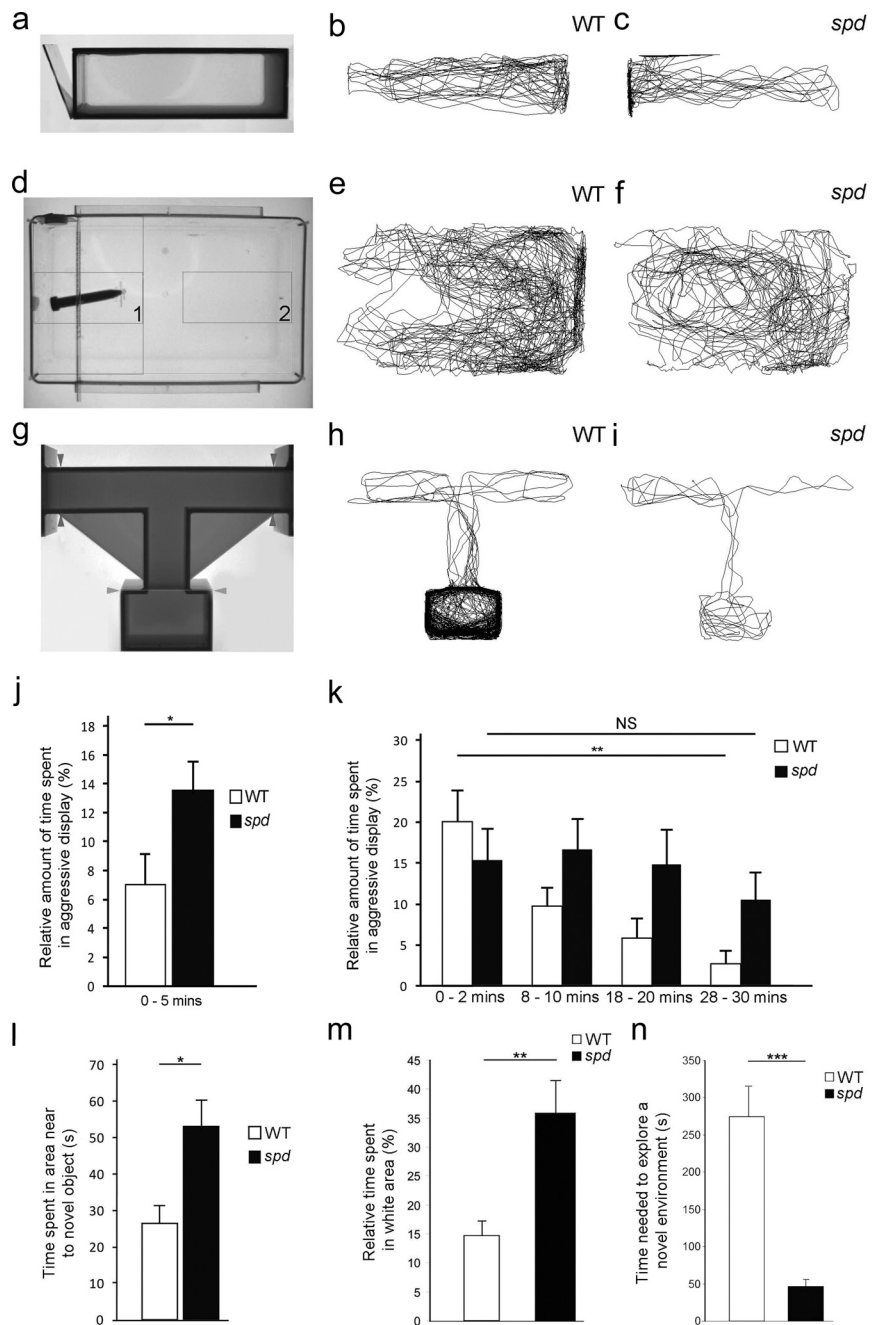 a
b
WT
c
spd
d
1
2
e
WT
f
spd
g
h
WT
i
spd
j
Relative amount of time spent
in aggressive display (%)
18
16
14
12
10
8
6
4
2
0
*
WT
spd
0 - 5 mins
k
Relative amount of time spent
in aggressive display (%)
30
25
20
15
10
5
0
NS
**
WT
spd
0 - 2 mins
8 - 10 mins
18 - 20 mins
28 - 30 mins
l
Time spent in area near
to novel object (s)
70
60
50
40
30
20
10
0
*
WT
spd
m
Relative time spent
in white area (%)
45
40
35
30
25
20
15
10
5
0
**
WT
spd
n
Time needed to explore a
novel environment (s)
350
300
250
200
150
100
50
0
***
WT
spd